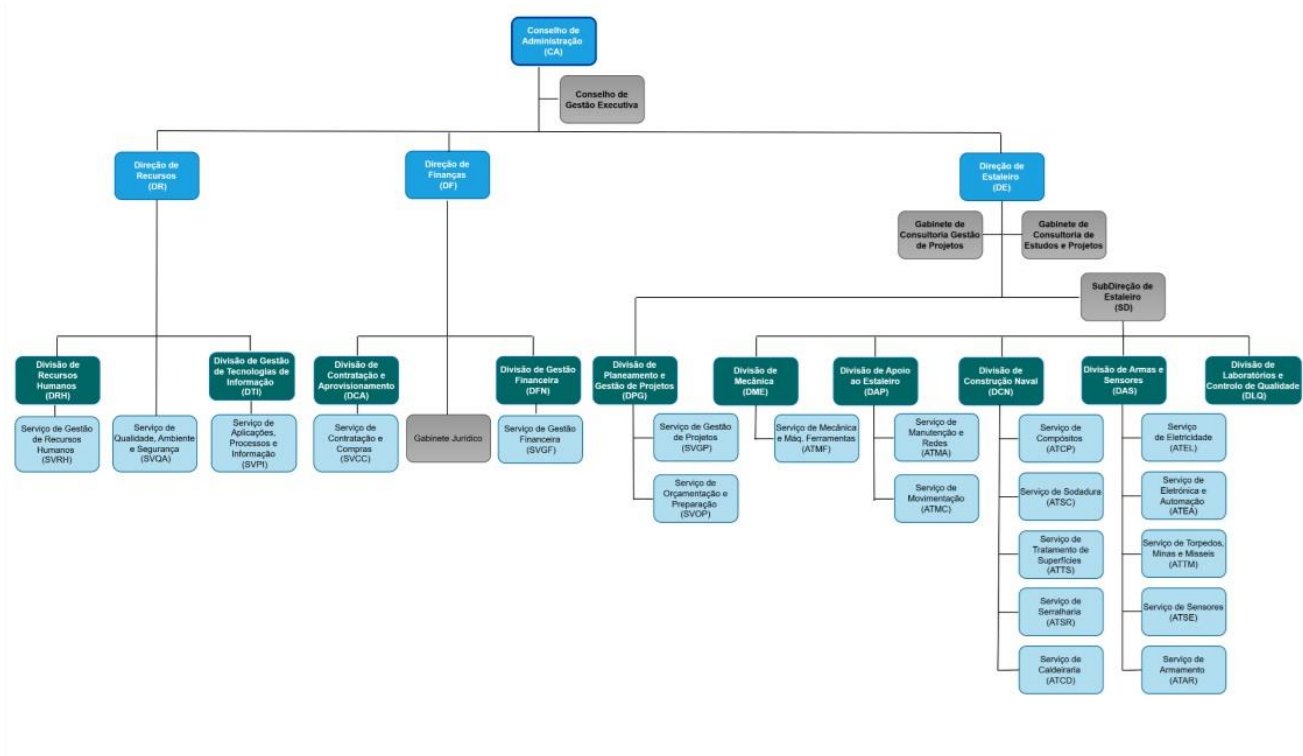 Conselho de
Administração
(CA)
Conselho de
Gestão Executiva
Direção de
Recursos
(DR)
Direção de
Finanças
(DF)
Direção de
Estaleiro
(DE)
Gabinete de
Consultoria Gestão
de Projetos
Gabinete de
Consultoria de
Estudos e Projetos
SubDireção de
Estaleiro
(SD)
Divisão de
Recursos
Humanos
(DRH)
Divisão de Gestão
de Tecnologias de
Informação
(DTI)
Divisão de
Contratação e
Aprovisionamento
(DCA)
Divisão de Gestão
Financeira
(DFN)
Divisão de
Planeamento e
Gestão de Projetos
(DPG)
Divisão de
Mecânica
(DME)
Divisão de Apoio
ao Estaleiro
(DAP)
Divisão de
Construção Naval
(DCN)
Divisão de Armas e
Sensores
(DAS)
Divisão de
Laboratórios e
Controlo de Qualidade
(DLQ)
Serviço de Gestão
de Recursos
Humanos
(SVRH)
Serviço de
Qualidade, Ambiente
e Segurança
(SVQA)
Serviço de
Aplicações,
Processos e
Informação
(SVPI)
Serviço de
Contratação e
Compras
(SVCC)
Gabinete Jurídico
Serviço de Gestão
Financeira
(SVGF)
Serviço de Gestão
de Projetos
(SVGP)
Serviço de Mecânica
e Máq. Ferramentas
(ATMF)
Serviço de
Manutenção e
Redes
(ATMA)
Serviço de
Compósitos
(ATCP)
Serviço
de Eletricidade
(ATEL)
Serviço de
Orçamentação e
Preparação
(SVOP)
Serviço de
Movimentação
(ATMC)
Serviço de Sodadura
(ATSC)
Serviço de
Eletrónica e
Automação
(ATEA)
Serviço de
Tratamento de
Superfícies
(ATTS)
Serviço de Torpedos,
Minas e Misseis
(ATTM)
Serviço de
Serralharia
(ATSR)
Serviço de Sensores
(ATSE)
Serviço de
Caldeiraria
(ATCD)
Serviço de
Armamento
(ATAR)